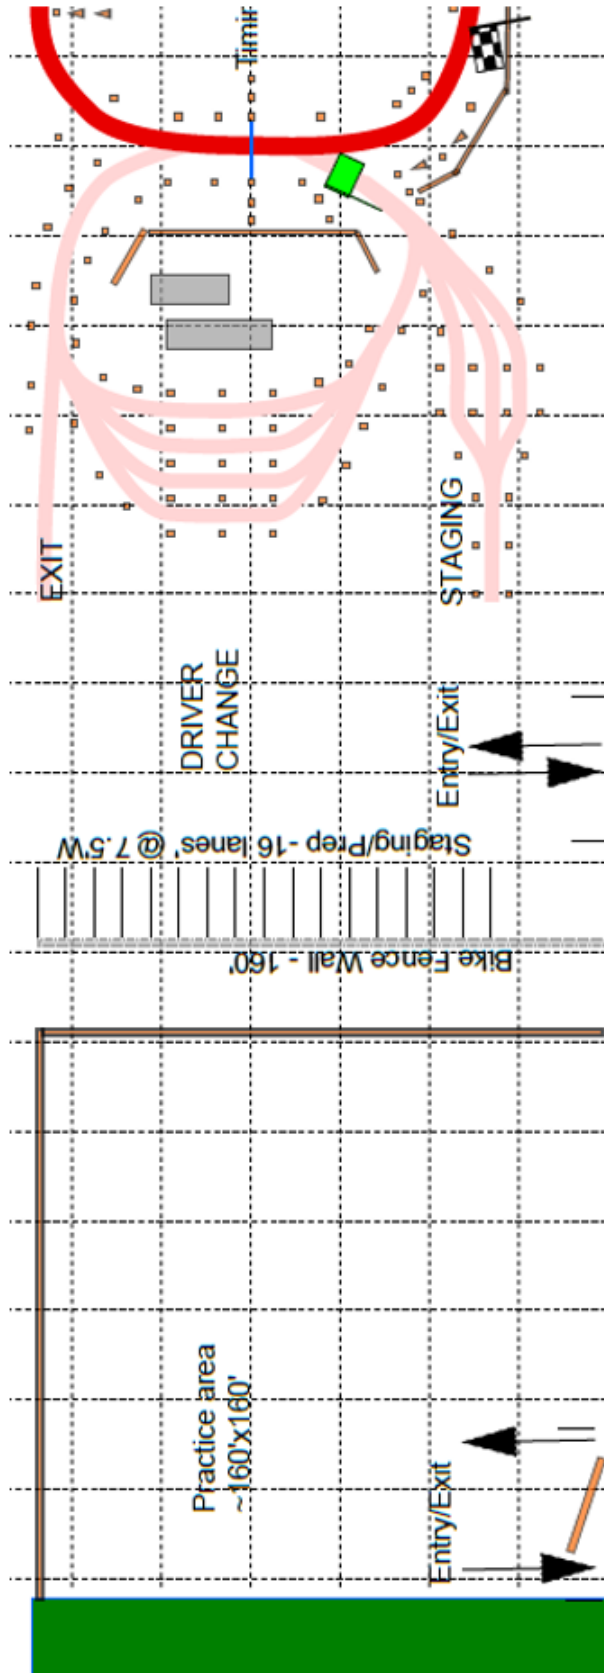 Timin
EXIT
STAGING
DRIVER
CHANGE
Entry/Exit
Staging/Prep - 16 lanes' @ 7.5'W
Bike Fence Wall - 160'
Practice area
~160'x160'
Entry/Exit